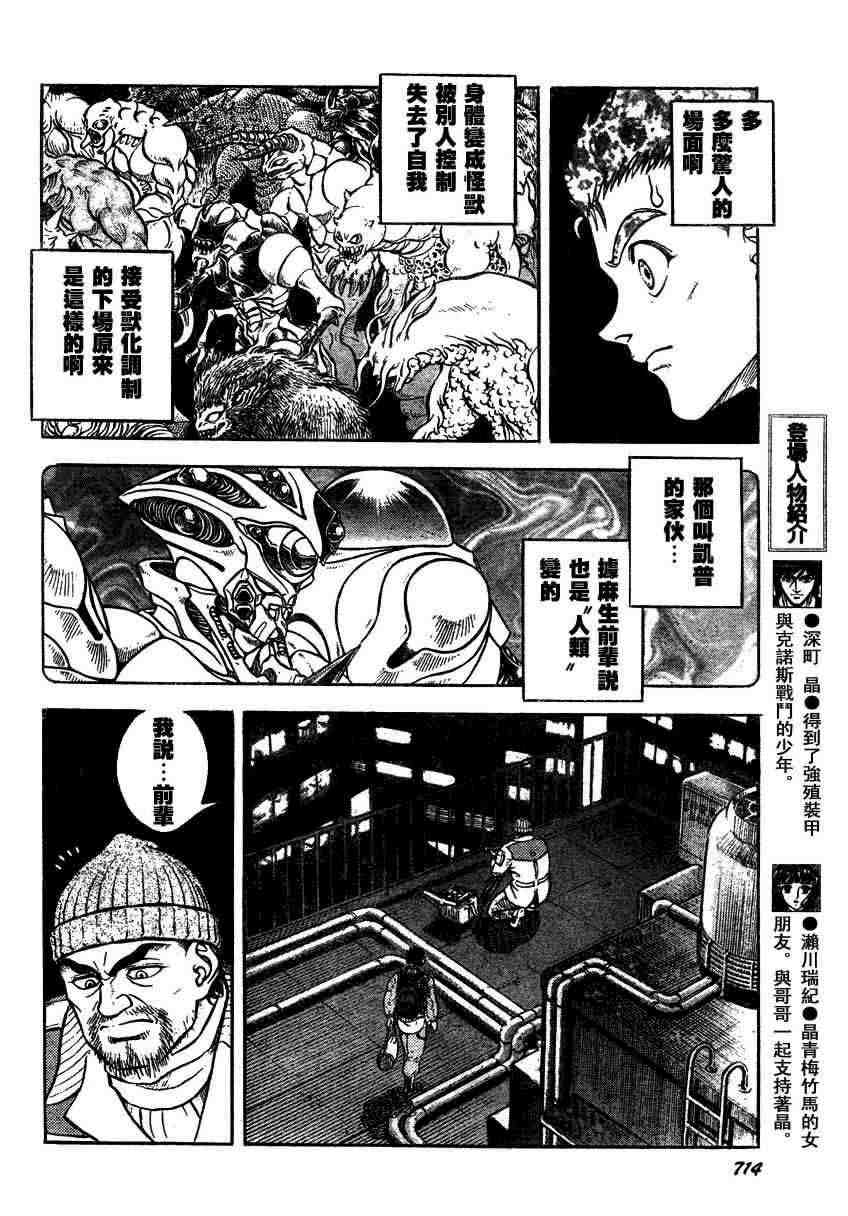 多
多麼驚人的
場面啊
身體變成怪獸
被別人控制
失去了自我
接受獸化調制
的下場原來
是這樣的啊
那個叫凱普
的家伙…
據麻生前輩說
也是〝人類〞
變的
我說…前輩
登場人物紹介
●深町 晶●得到了強殖裝甲
與克諾斯戰鬥的少年。
●瀨川瑞紀●晶青梅竹馬的女
朋友。與哥哥一起支持著晶。
714